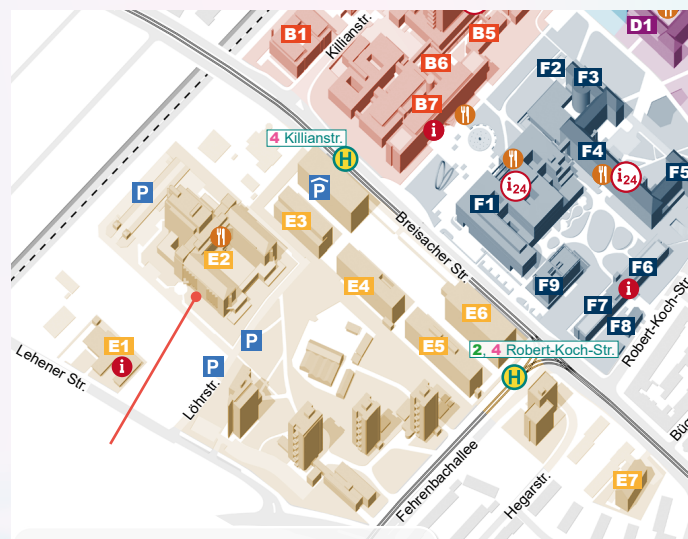 B1
Killianstr.
B5
D1
B6
F2
F3
B7
i
4 Killianstr.
H
F4
i24
F5
P
P
i24
F1
E3
Breisacher Str.
E2
E4
F9
F6
i
E6
F7
F8
Robert-Koch-Str.
E1
i
E5
2, 4 Robert-Koch-Str.
P
P
H
Lehener Str.
Löhrstr.
Fehrenbachallee
Hegarstr.
E7